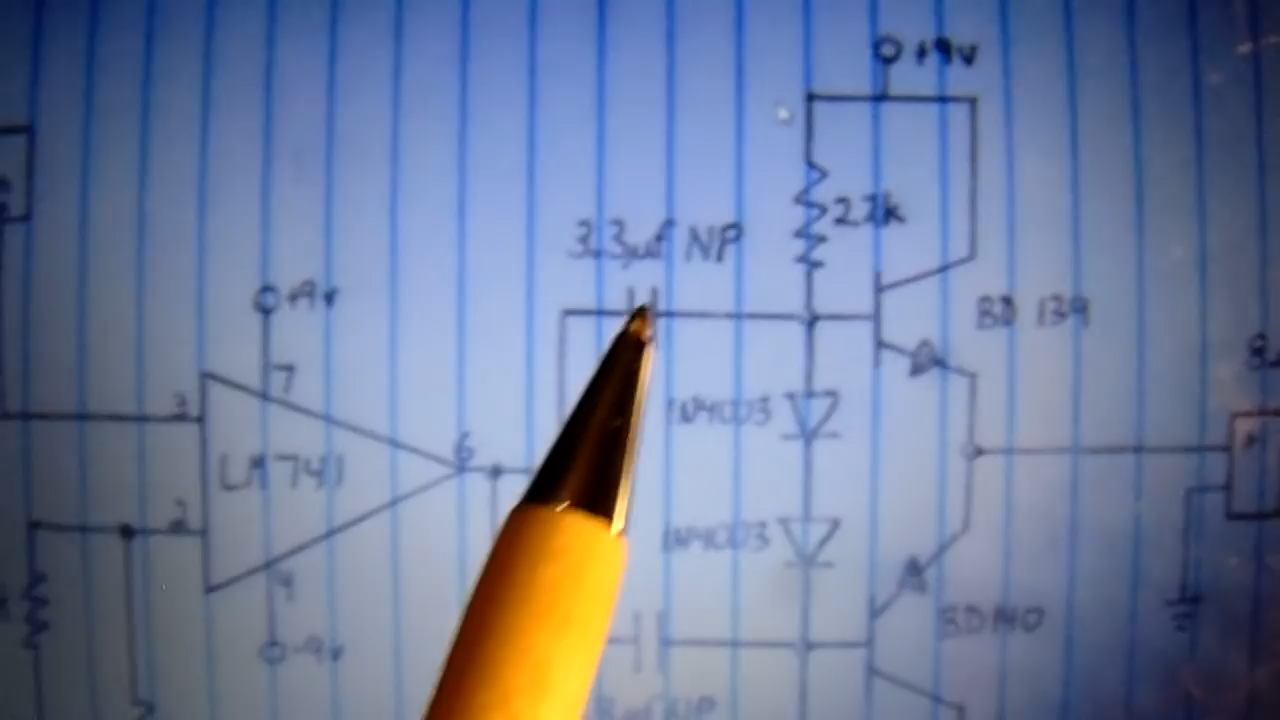 +9v
22k
3.3µf NP
+9v
BD 139
7
3
1N4003
6
LM741
2
1N4003
4
BD140
-9v